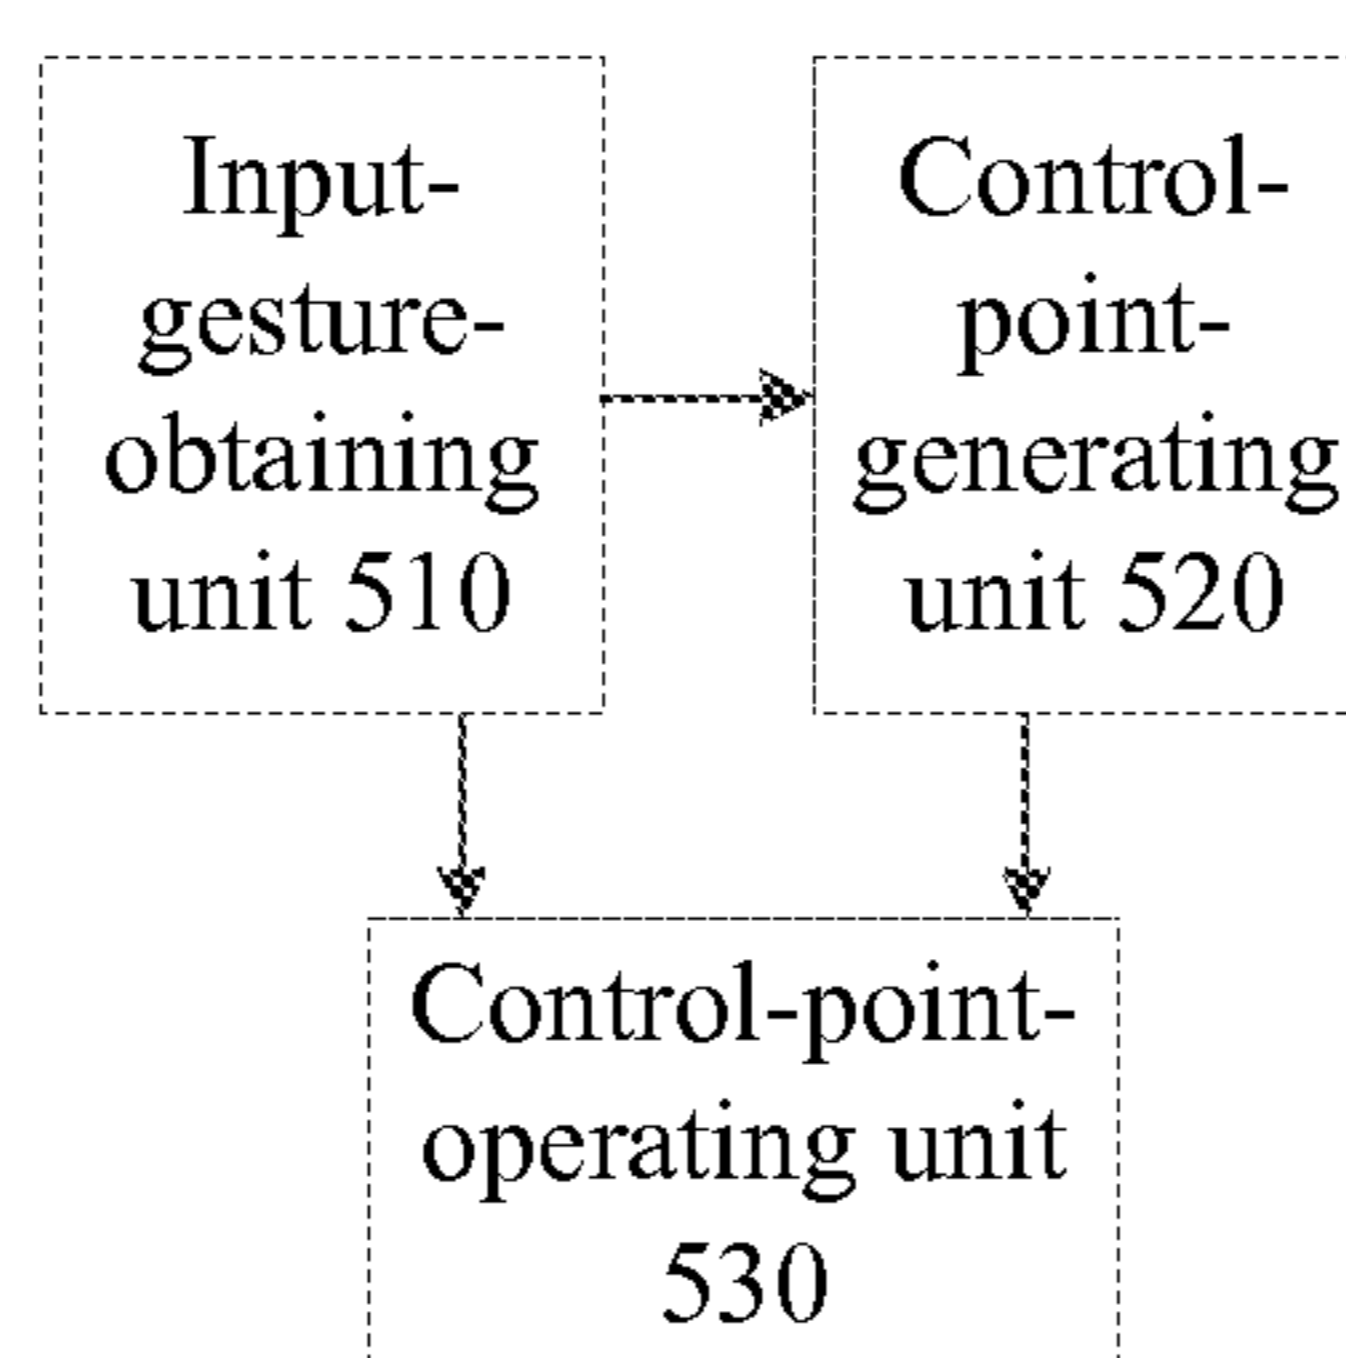 Input-
gesture-
obtaining
unit 510
Control-
point-
generating
unit 520
Control-point-
operating unit
530